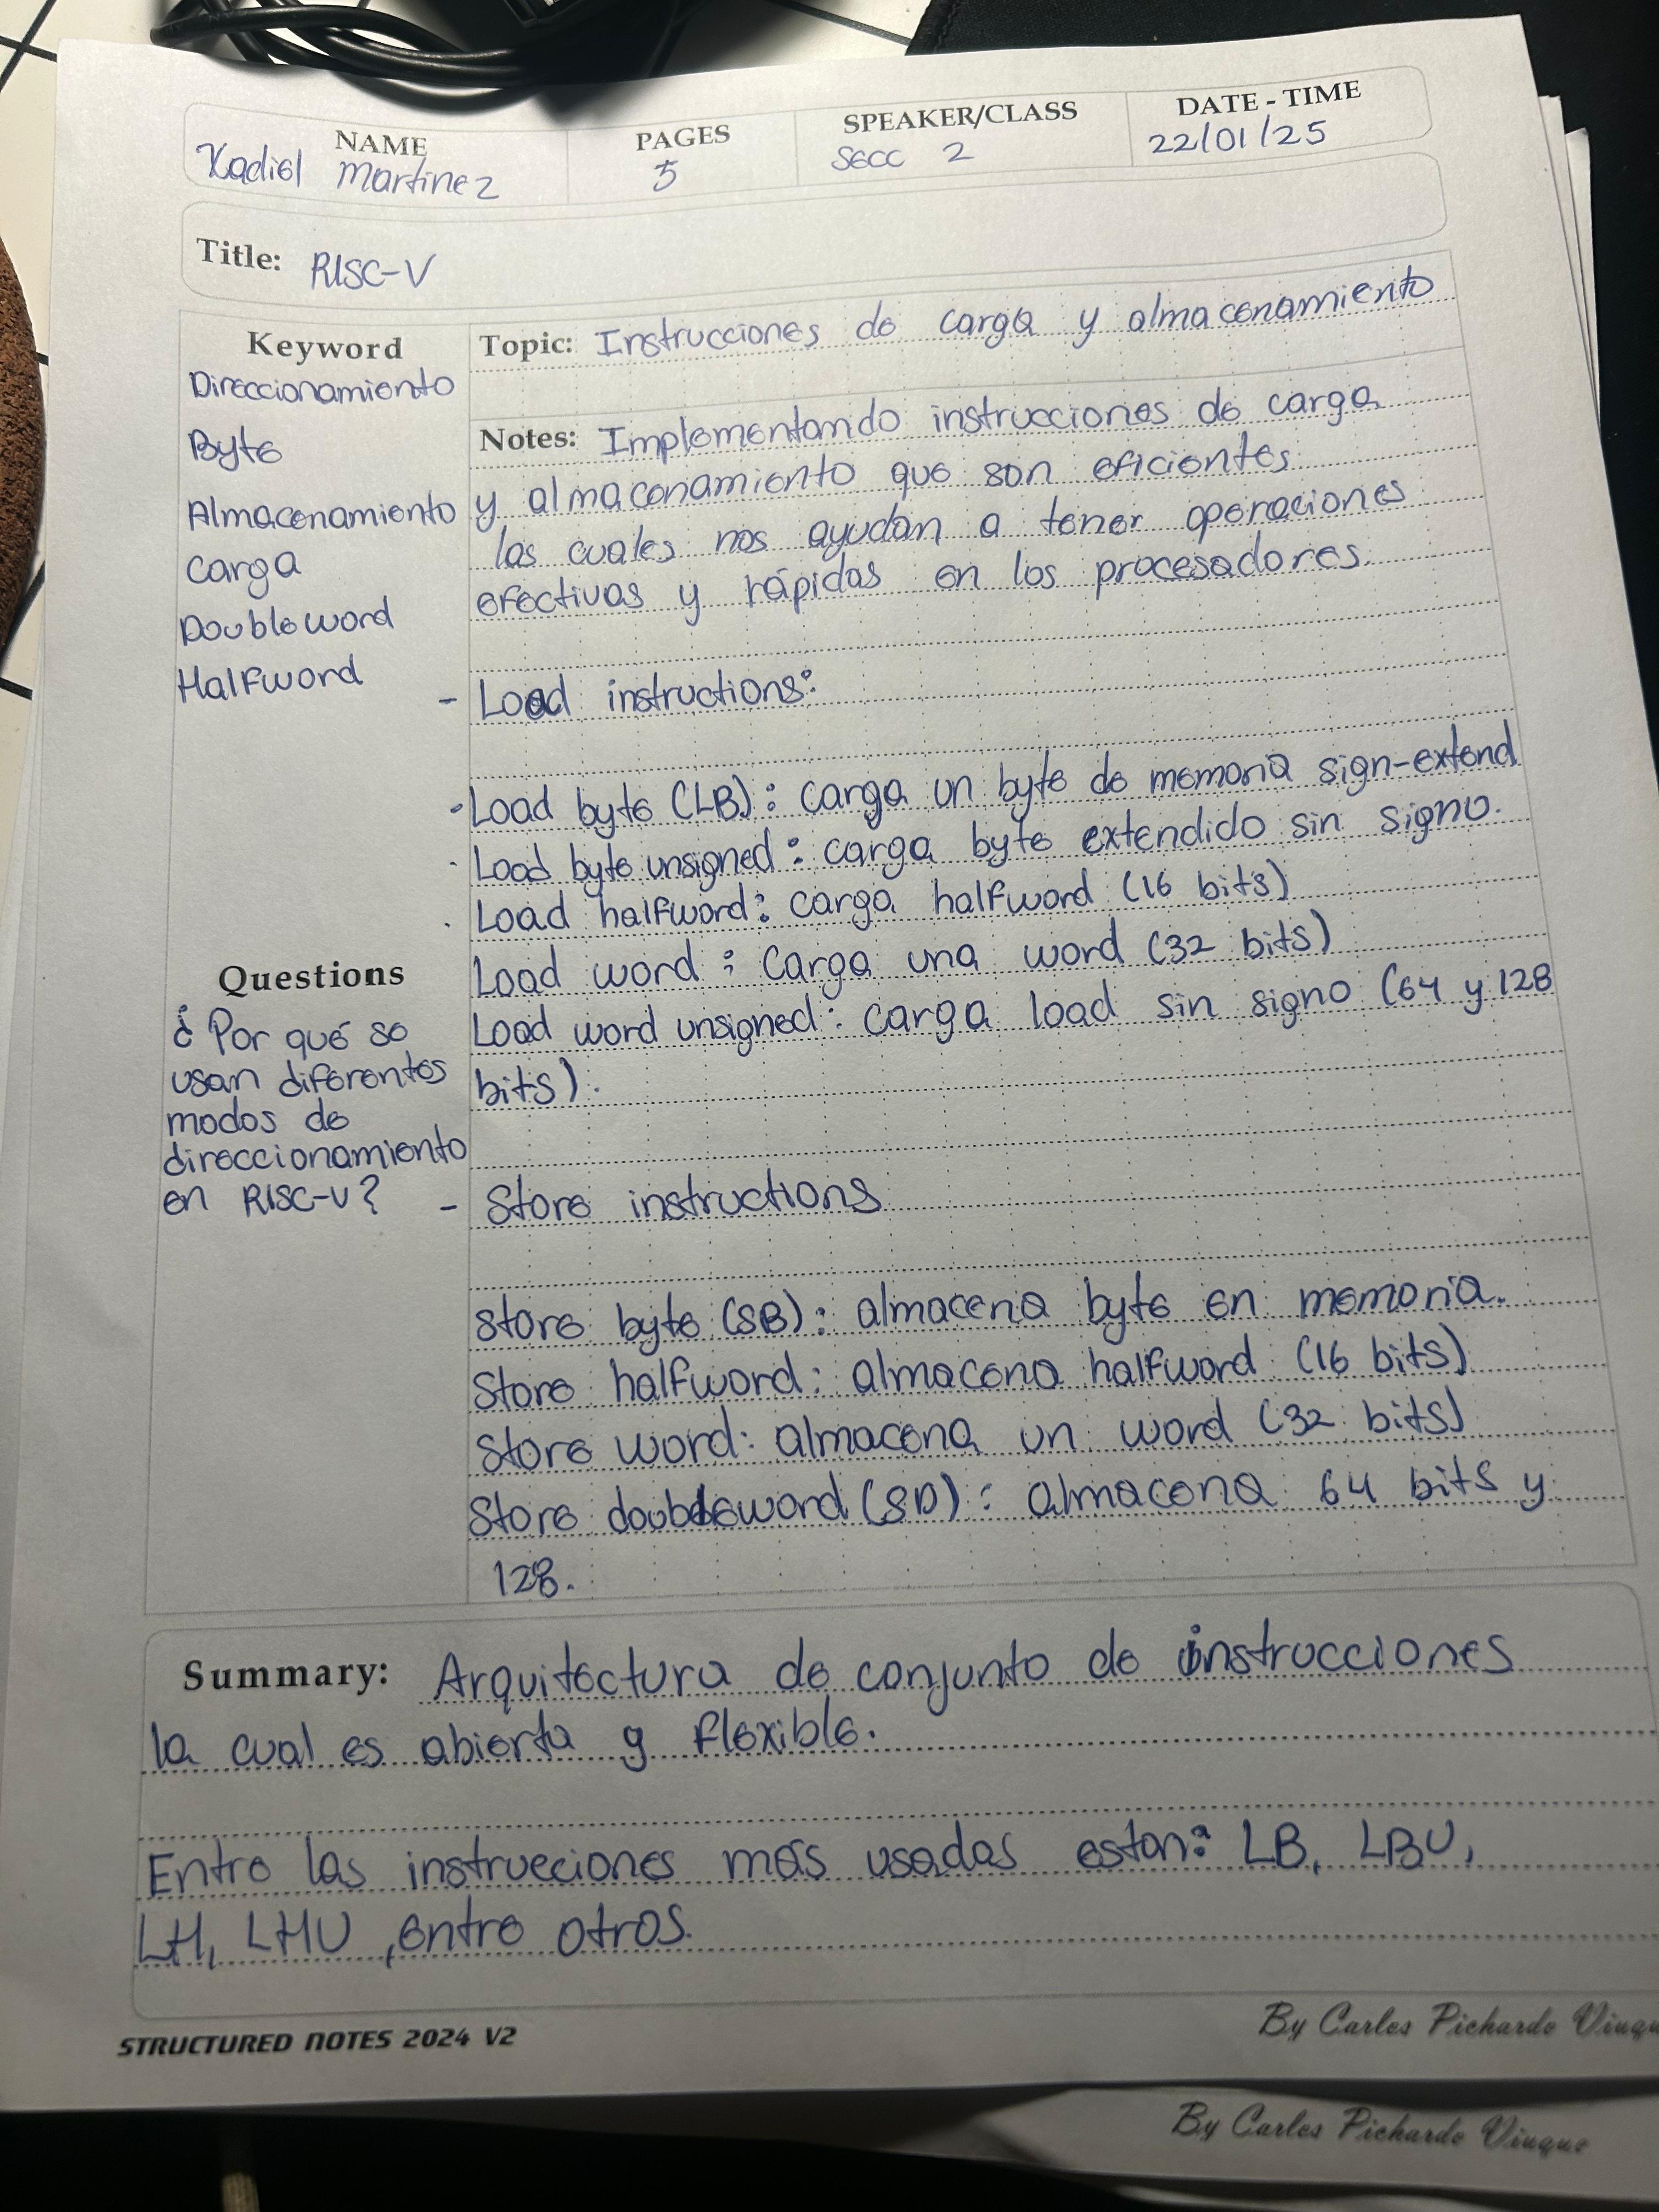 NAME
PAGES
SPEAKER/CLASS
DATE - TIME
Xadiel Martinez
5
Secc 2
22/01/25
Title: RISC-V
Keyword
Direccionamiento
Byte
Almacenamiento
Carga
Doubleword
Halfword
Questions
¿Por qué se
usan diferentes
modos de
direccionamiento
en RISC-V?
Topic: Instrucciones de carga y almacenamiento
Notes: Implementando instrucciones de carga
y almaconamiento que son eficientes
las cuales nos ayudan a tener operaciones
efectivas y rápidas en los procesadores.
- Load instructions:
· Load byte (LB): carga un byte de memoria sign-extend
· Load byte unsigned: carga byte extendido sin signo.
· Load halfword: carga halfword (16 bits)
Load word: Carga una word (32 bits)
Load word unsigned: carga load sin signo (64 y 128
bits).
- Store instructions
Store byte (SB): almacena byte en memoria.
Store halfword: almacena halfword (16 bits)
Store word: almacena un word (32 bits)
Store doubleword (SD): almacena 64 bits y
128.
Summary: Arquitectura de conjunto de instrucciones
la cual es abierta y flexible.
Entre las instrucciones más usadas estan: LB, LBU,
LH, LHU, entre otros.
STRUCTURED NOTES 2024 V2
By Carlos Pichardo
By Carlos Pichardo Viuque